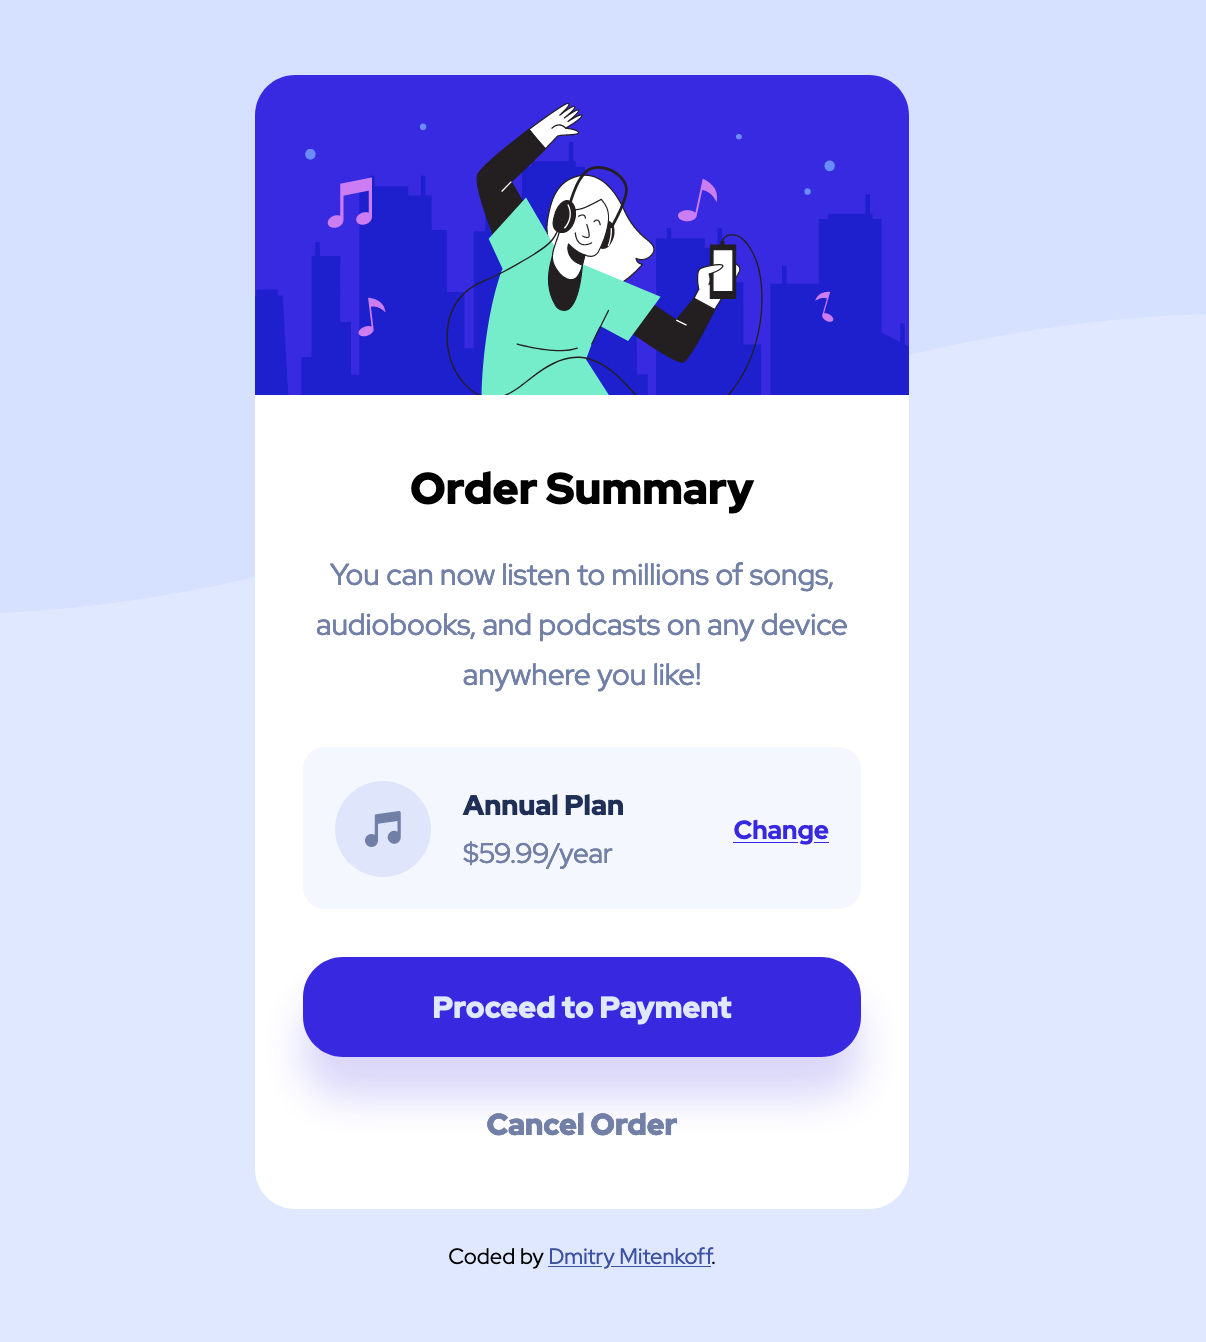 Order Summary
You can now listen to millions of songs,
audiobooks, and podcasts on any device
anywhere you like!
Annual Plan
$59.99/year
Change
Proceed to Payment
Cancel Order
Coded by Dmitry Mitenkoff.